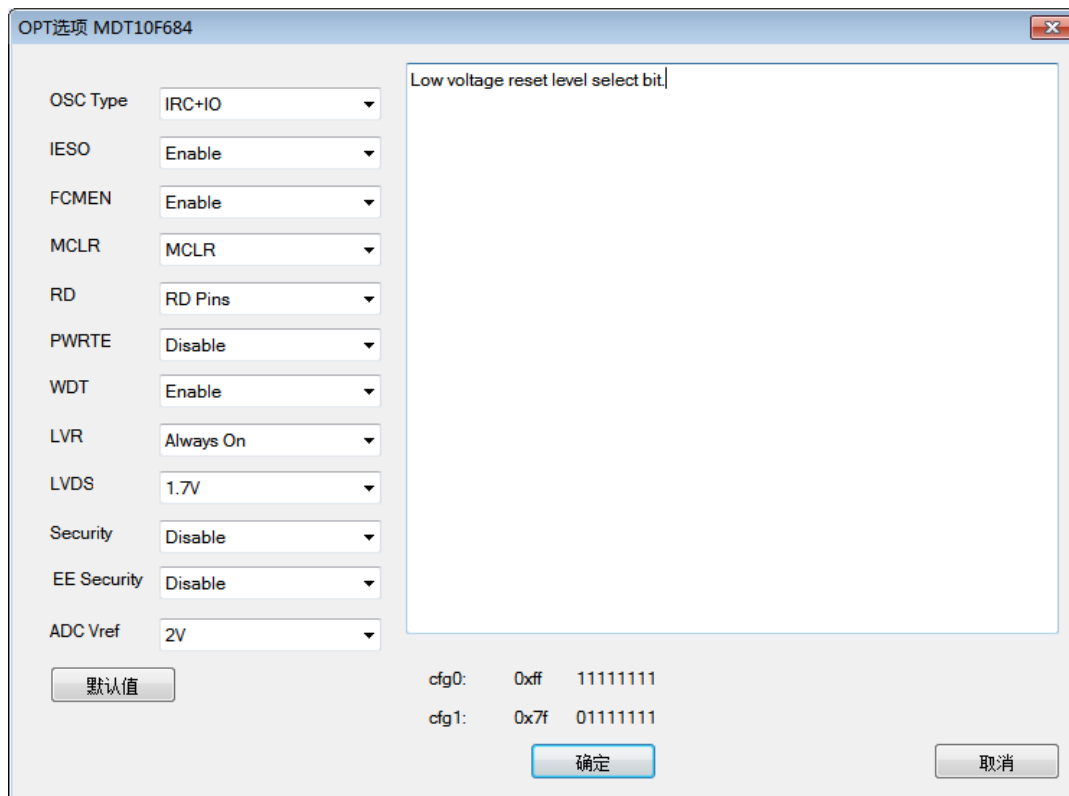 OPT选项 MDT10F684
OSC Type IRC+IO
IESO Enable
FCMEN Enable
MCLR MCLR
RD RD Pins
PWRTE Disable
WDT Enable
LVR Always On
LVDS 1.7V
Security Disable
EE Security Disable
ADC Vref 2V
默认值
Low voltage reset level select bit.
cfg0: 0xff 11111111
cfg1: 0x7f 01111111
确定
取消